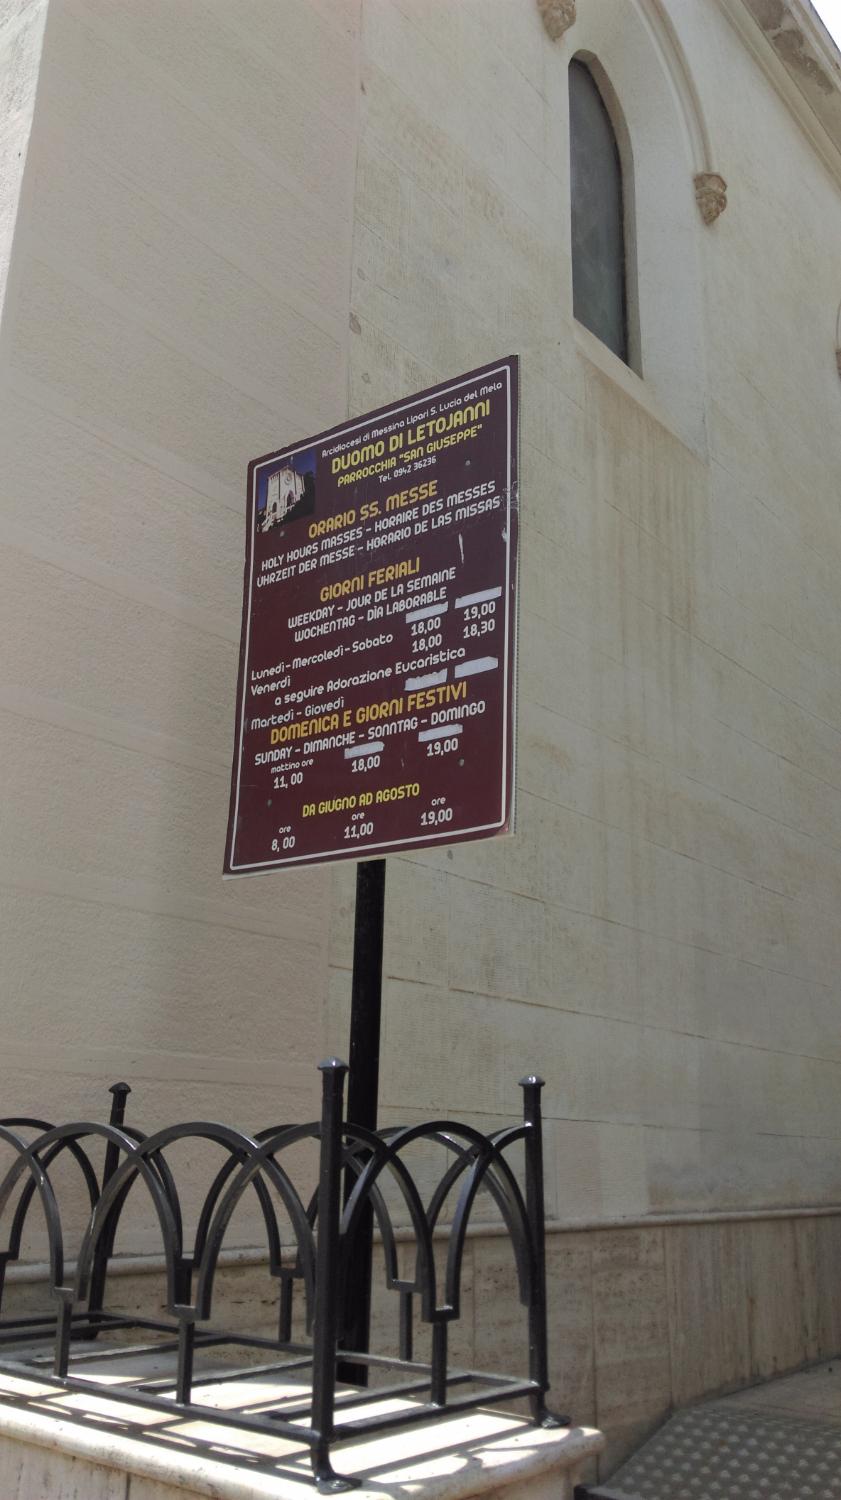 Arcidiocesi di Messina Lipari S. Lucia del Mela
DUOMO DI LETOJANNI
PARROCCHIA "SAN GIUSEPPE"
Tel. 0942 36236
ORARIO SS. MESSE
HOLY HOURS MASSES - HORAIRE DES MESSES
UHRZEIT DER MESSE - HORARIO DE LAS MISSAS
GIORNI FERIALI
WEEKDAY - JOUR DE LA SEMAINE
WOCHENTAG - DÌA LABORABLE
Lunedì - Mercoledì - Sabato 18,00 19,00
Venerdì 18,00 18,30
a seguire Adorazione Eucaristica
Martedì - Giovedì
DOMENICA E GIORNI FESTIVI
SUNDAY - DIMANCHE - SONNTAG - DOMINGO
mattino ore
11,00 18,00 19,00
DA GIUGNO AD AGOSTO
ore ore ore
8,00 11,00 19,00